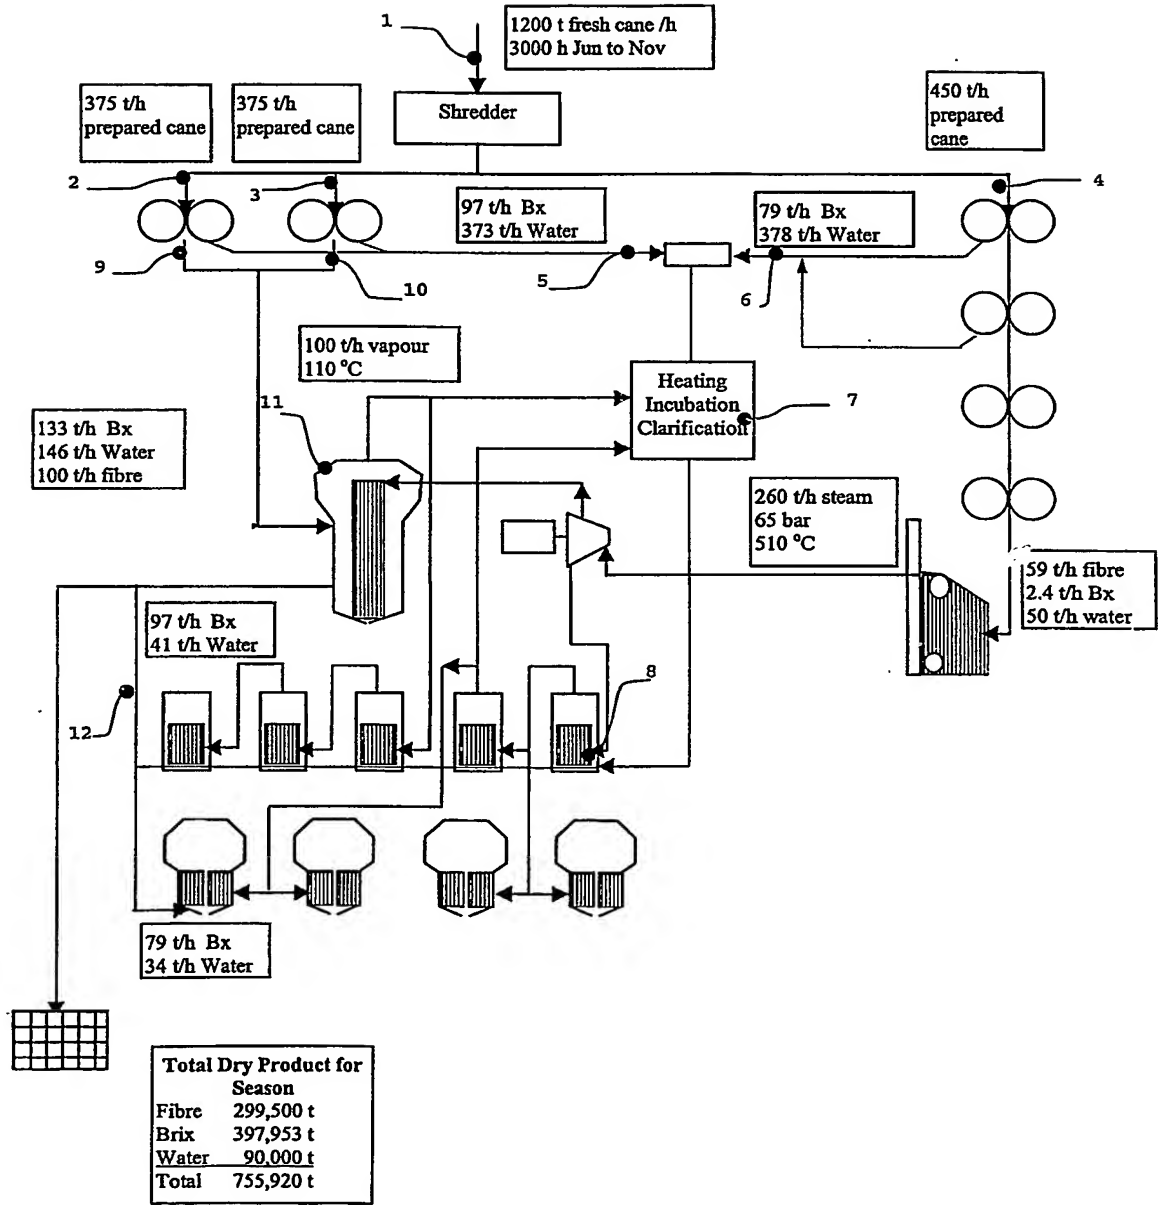 1
1200 t fresh cane /h
3000 h Jun to Nov
375 t/h
prepared cane
375 t/h
prepared cane
Shredder
450 t/h
prepared
cane
2
3
4
97 t/h Bx
373 t/h Water
79 t/h Bx
378 t/h Water
9
10
5
6
100 t/h vapour
110 °C
Heating
Incubation
Clarification
7
11
133 t/h Bx
146 t/h Water
100 t/h fibre
260 t/h steam
65 bar
510 °C
59 t/h fibre
2.4 t/h Bx
50 t/h water
97 t/h Bx
41 t/h Water
8
12
79 t/h Bx
34 t/h Water
Total Dry Product for
Season
Fibre 299,500 t
Brix 397,953 t
Water 90,000 t
Total 755,920 t